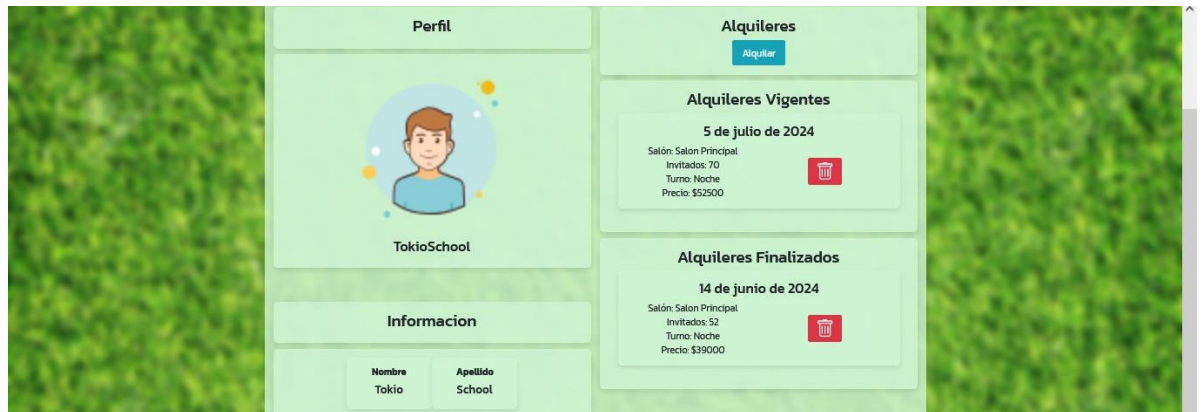 Perfil
TokioSchool
Informacion
Nombre
Tokio
Apellido
School
Alquileres
Alquilar
Alquileres Vigentes
5 de julio de 2024
Salón: Salon Principal
Invitados: 70
Turno: Noche
Precio: $52500
Alquileres Finalizados
14 de junio de 2024
Salón: Salon Principal
Invitados: 52
Turno: Noche
Precio: $39000